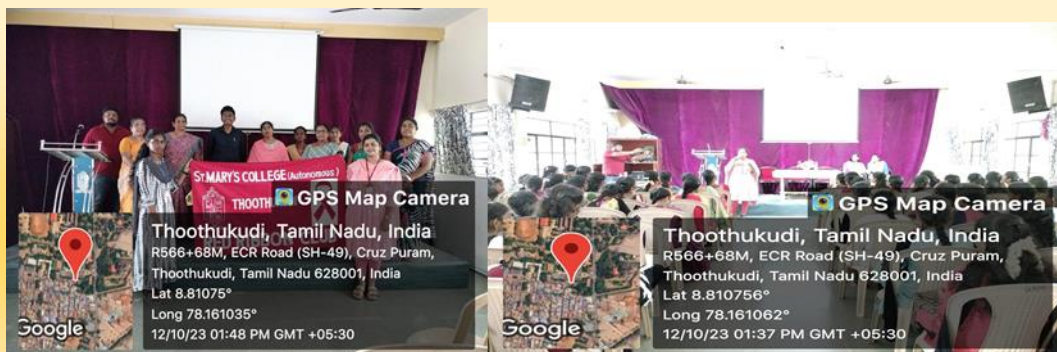 ST.MARY'S COLLEGE (Autonomous)
THOOTH
RED RIBBON CLUB
GPS Map Camera
Thoothukudi, Tamil Nadu, India
R566+68M, ECR Road (SH-49), Cruz Puram,
Thoothukudi, Tamil Nadu 628001, India
Lat 8.81075°
Long 78.161035°
12/10/23 01:48 PM GMT +05:30
Google
GPS Map Camera
Thoothukudi, Tamil Nadu, India
R566+68M, ECR Road (SH-49), Cruz Puram,
Thoothukudi, Tamil Nadu 628001, India
Lat 8.810756°
Long 78.161062°
12/10/23 01:37 PM GMT +05:30
Google